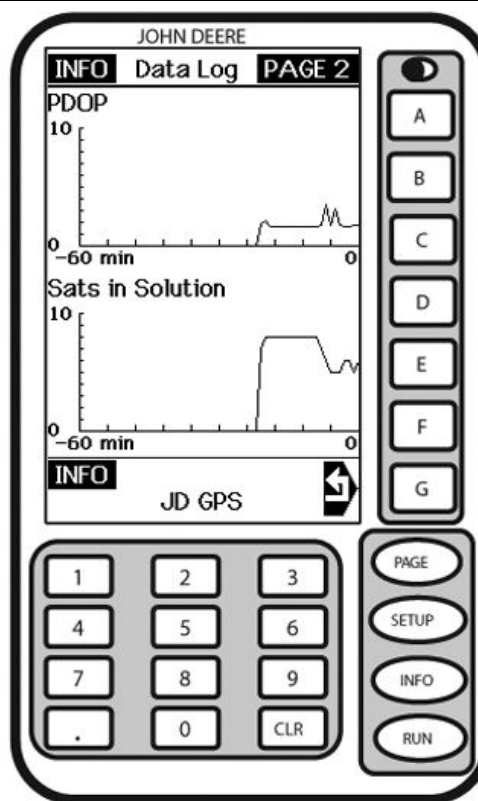 JOHN DEERE
INFO Data Log PAGE 2
PDOP
10
0
-60 min 0
Sats in Solution
10
0
-60 min 0
INFO
JD GPS
A
B
C
D
E
F
G
PAGE
SETUP
INFO
RUN
1 2 3
4 5 6
7 8 9
. 0 CLR